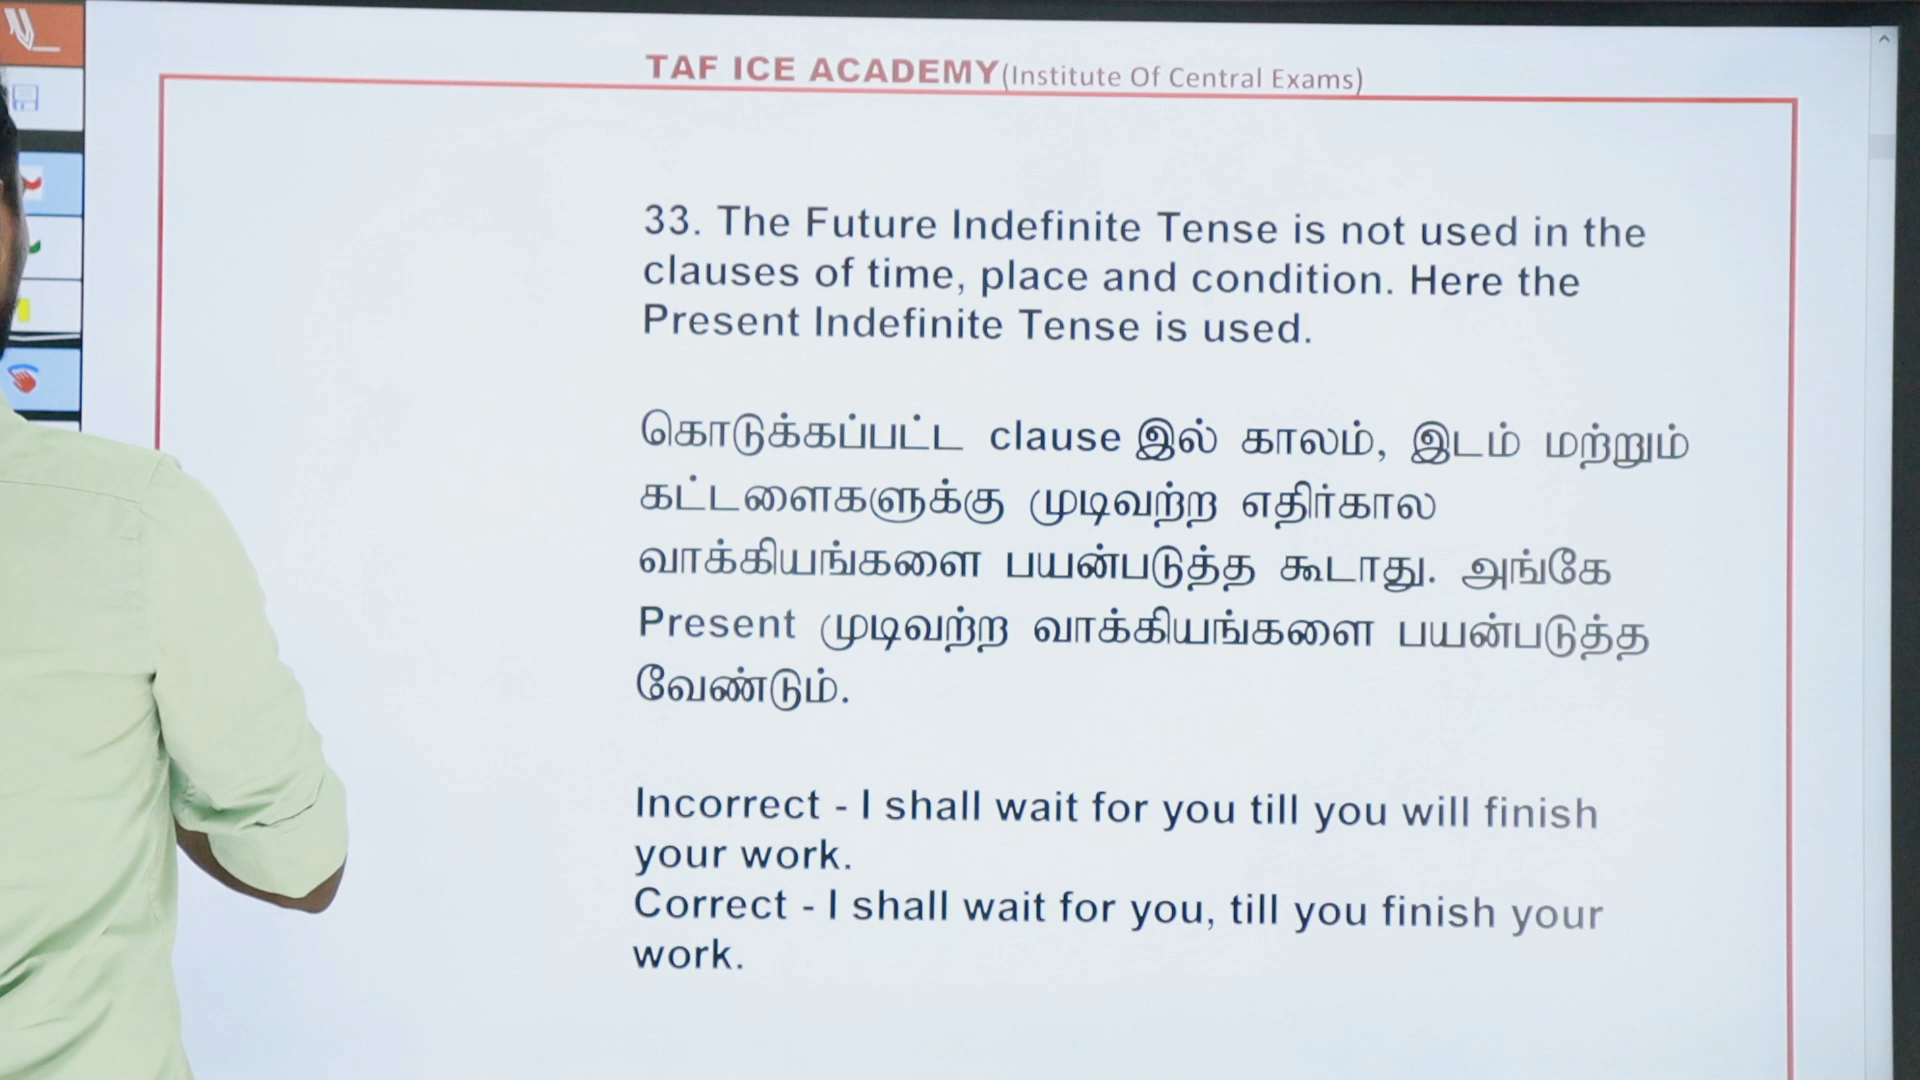 TAF ICE ACADEMY(Institute Of Central Exams)
33. The Future Indefinite Tense is not used in the
clauses of time, place and condition. Here the
Present Indefinite Tense is used.
கொடுக்கப்பட்ட clause இல் காலம், இடம் மற்றும்
கட்டளைகளுக்கு முடிவற்ற எதிர்கால
வாக்கியங்களை பயன்படுத்த கூடாது. அங்கே
Present முடிவற்ற வாக்கியங்களை பயன்படுத்த
வேண்டும்.
Incorrect - I shall wait for you till you will finish
your work.
Correct - I shall wait for you, till you finish your
work.